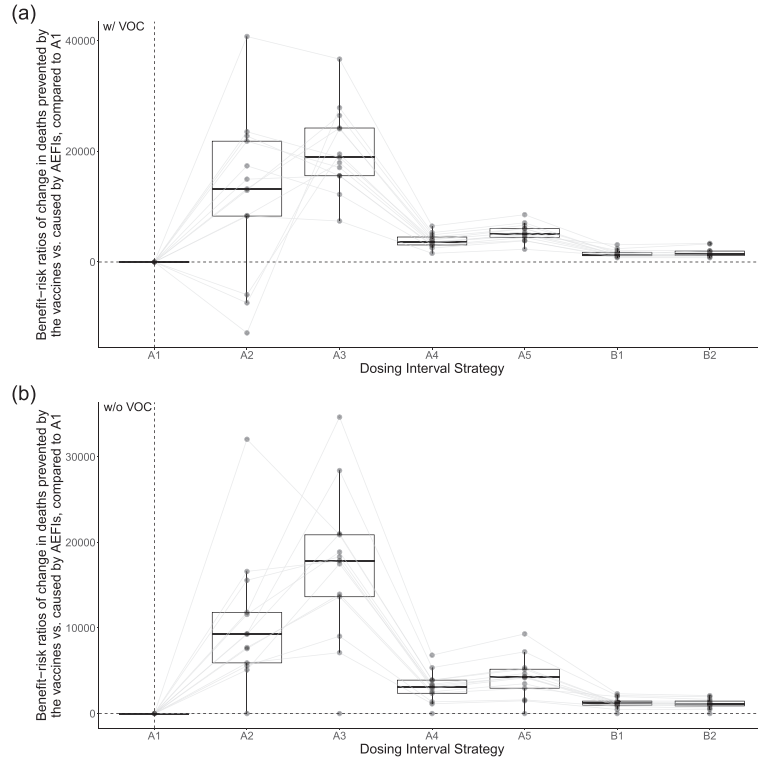 (a)
w/ VOC
Benefit−risk ratios of change in deaths prevented by
the vaccines vs. caused by AEFIs, compared to A1
40000
20000
0
A1 A2 A3 A4 A5 B1 B2
Dosing Interval Strategy
(b)
w/o VOC
Benefit−risk ratios of change in deaths prevented by
the vaccines vs. caused by AEFIs, compared to A1
30000
20000
10000
0
A1 A2 A3 A4 A5 B1 B2
Dosing Interval Strategy